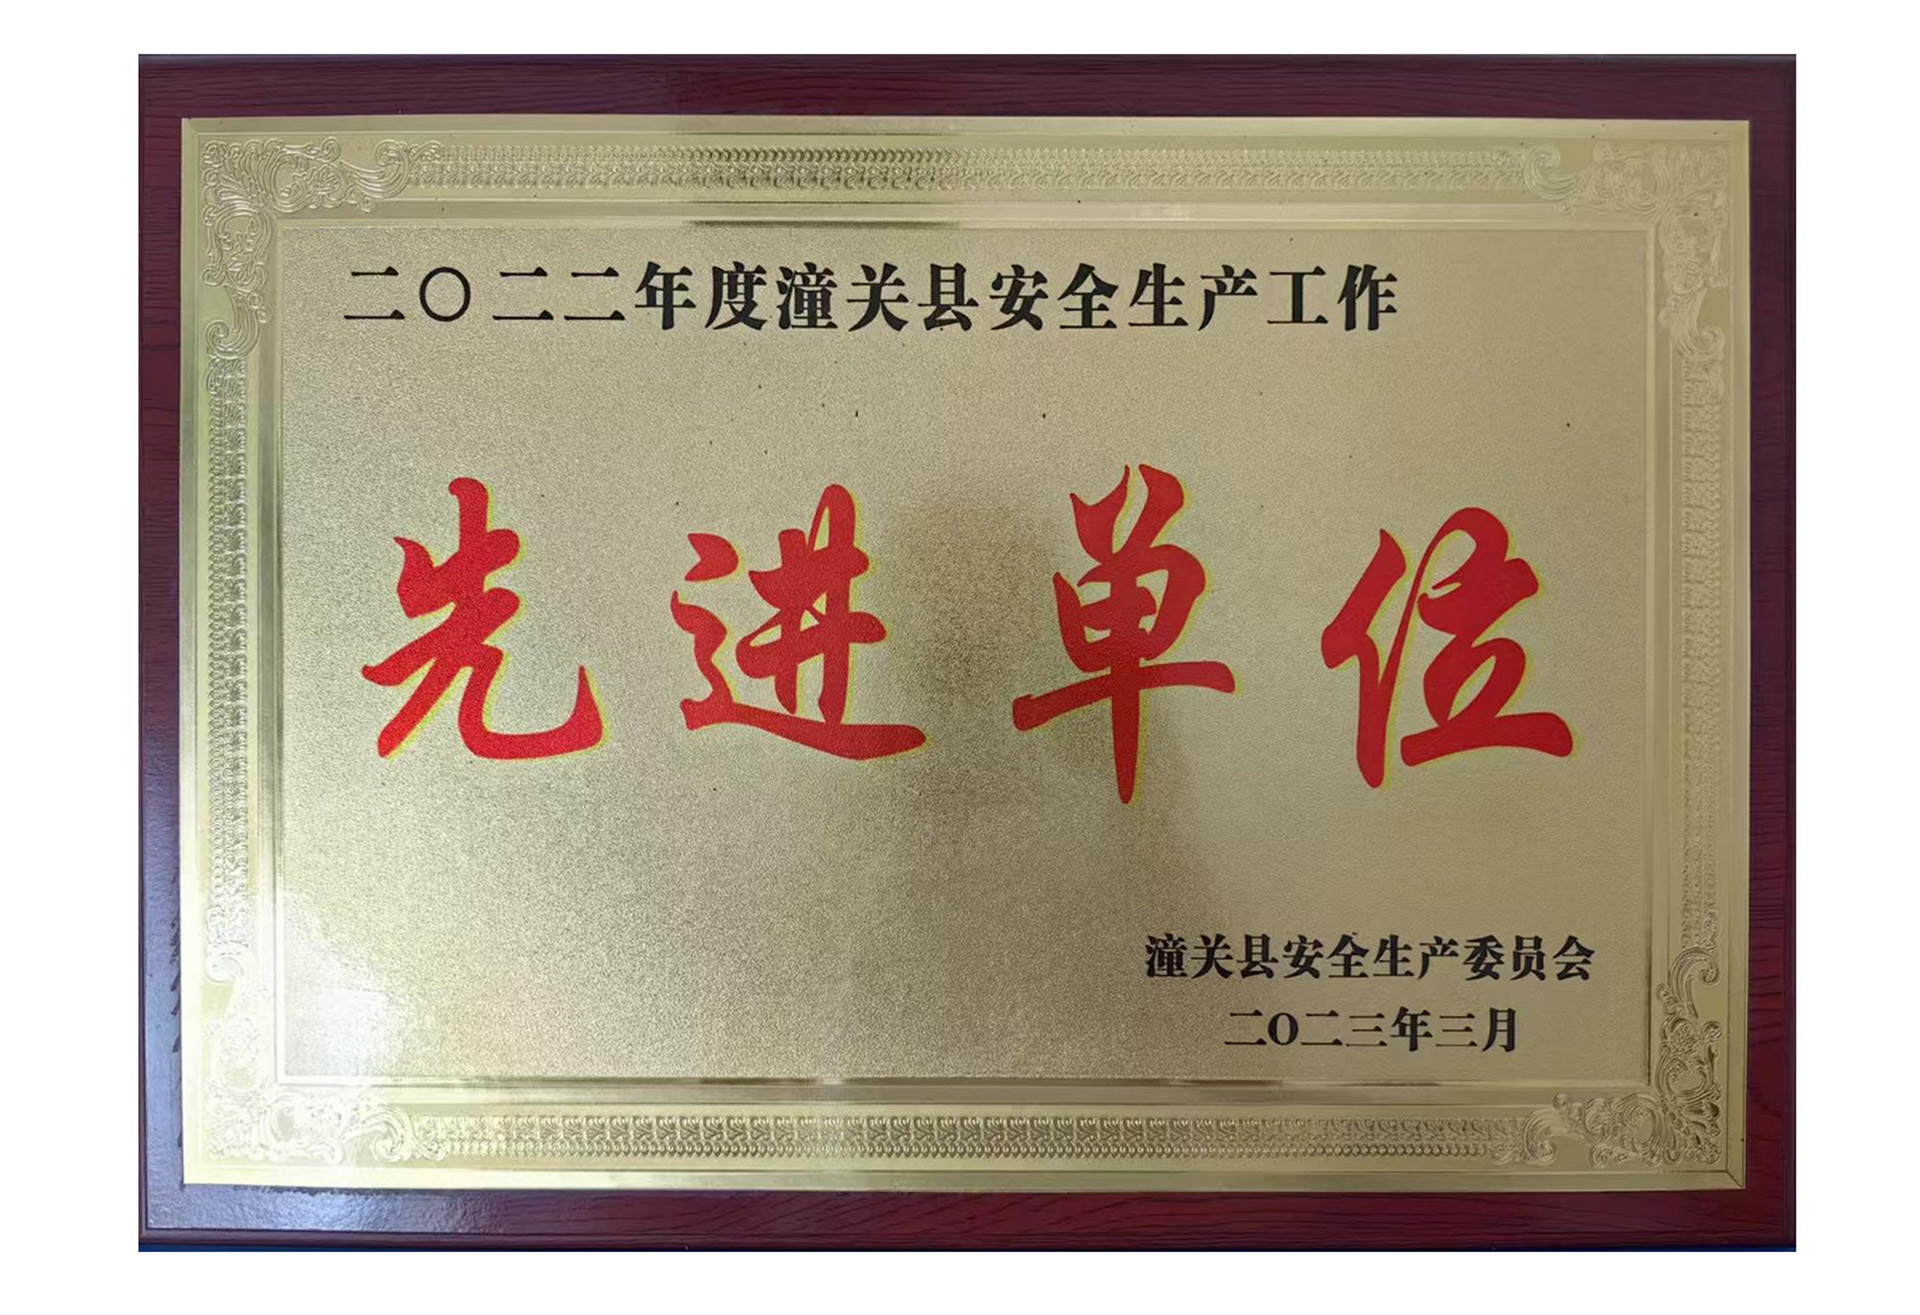 二〇二二年度潼关县安全生产工作
先进单位
潼关县安全生产委员会
二O二三年三月